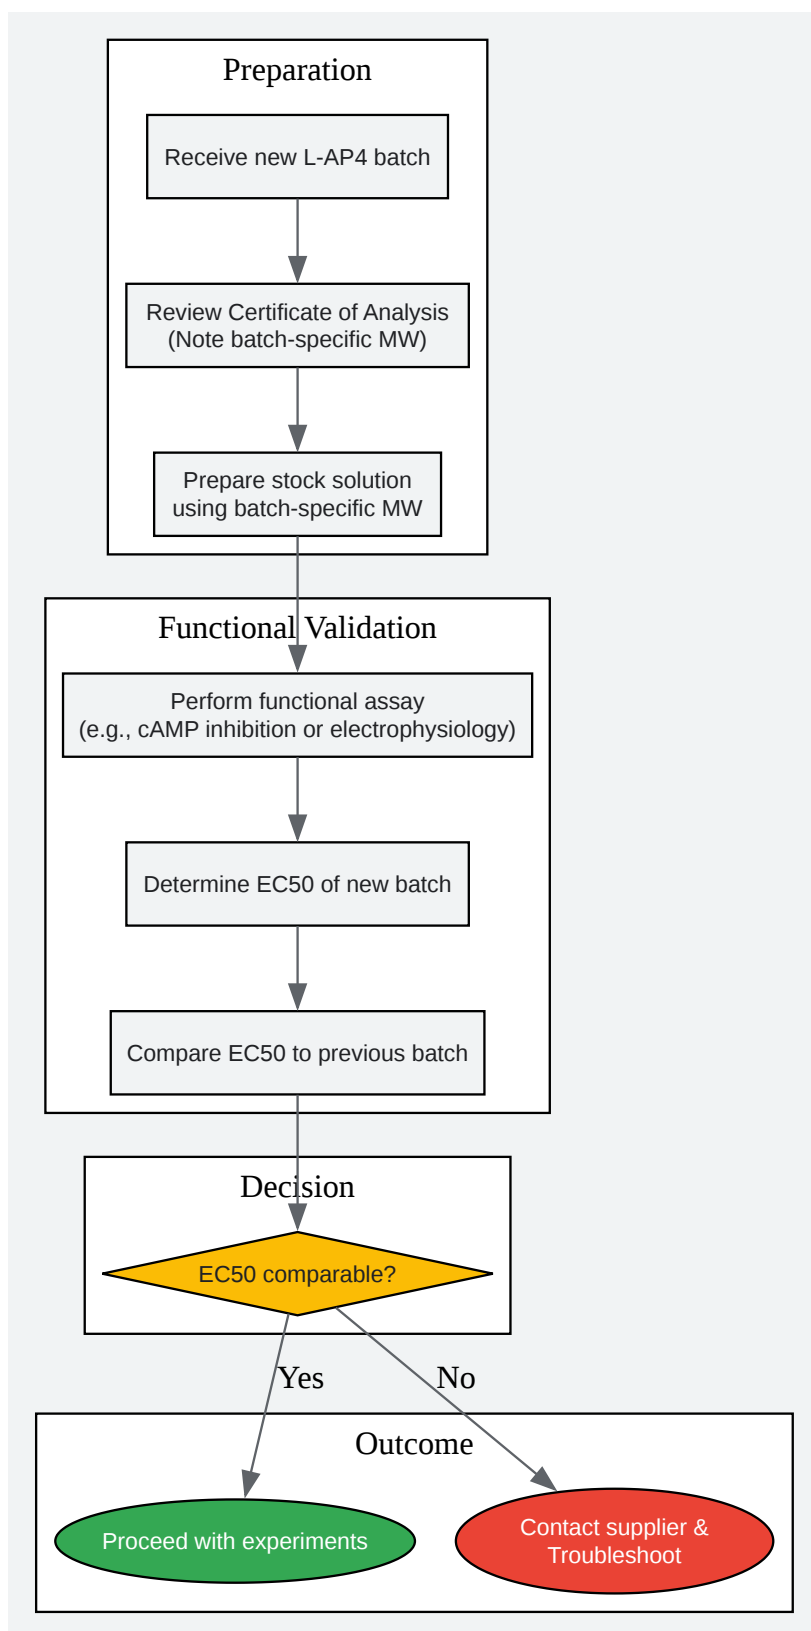 Preparation
Receive new L-AP4 batch
Review Certificate of Analysis
(Note batch-specific MW)
Prepare stock solution
using batch-specific MW
Functional Validation
Perform functional assay
(e.g., cAMP inhibition or electrophysiology)
Determine EC50 of new batch
Compare EC50 to previous batch
Decision
EC50 comparable?
Yes
No
Outcome
Proceed with experiments
Contact supplier &
Troubleshoot